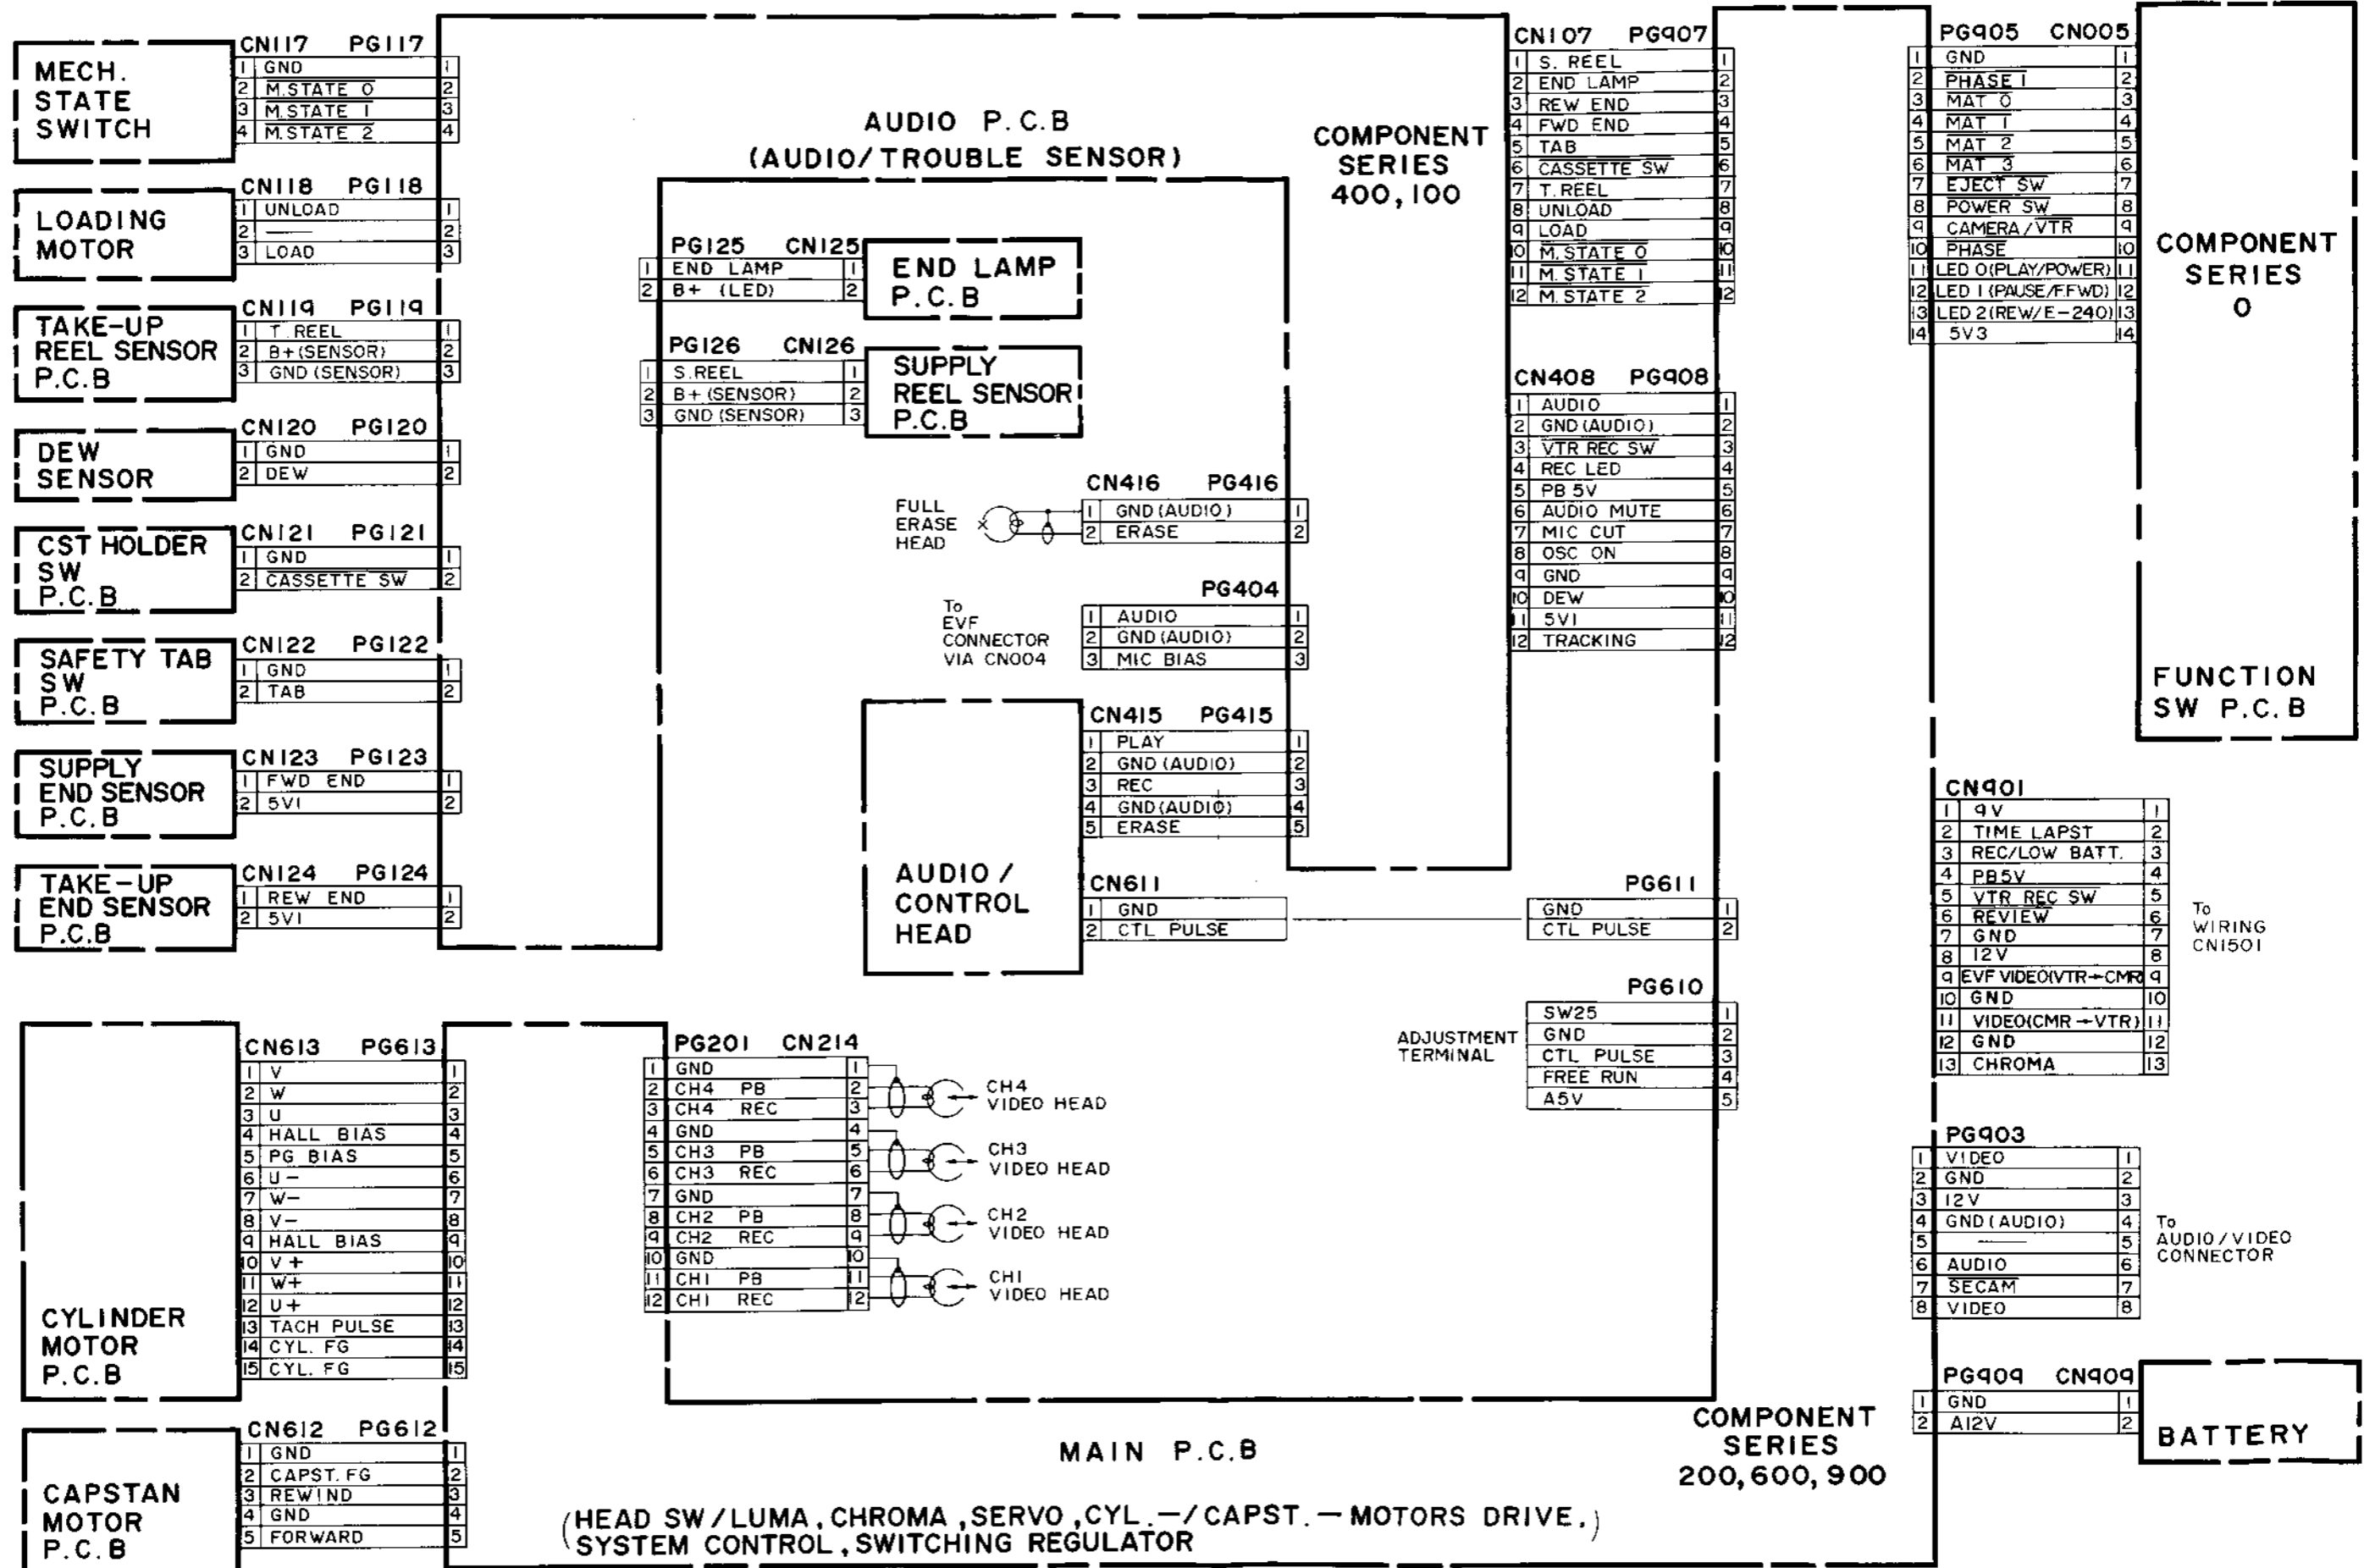 CN117 PG117
MECH.
STATE
SWITCH
1 GND 1
2 M.STATE 0 2
3 M.STATE 1 3
4 M.STATE 2 4
CN118 PG118
LOADING
MOTOR
1 UNLOAD 1
2 — 2
3 LOAD 3
CN119 PG119
TAKE-UP
REEL SENSOR
P.C.B
1 T. REEL 1
2 B+(SENSOR) 2
3 GND (SENSOR) 3
CN120 PG120
DEW
SENSOR
1 GND 1
2 DEW 2
CN121 PG121
CST HOLDER
SW
P.C.B
1 GND 1
2 CASSETTE SW 2
CN122 PG122
SAFETY TAB
SW
P.C.B
1 GND 1
2 TAB 2
CN123 PG123
SUPPLY
END SENSOR
P.C.B
1 FWD END 1
2 5V1 2
CN124 PG124
TAKE-UP
END SENSOR
P.C.B
1 REW END 1
2 5V1 2
AUDIO P.C.B
(AUDIO/TROUBLE SENSOR)
COMPONENT
SERIES
400,100
PG125 CN125
1 END LAMP 1
2 B+ (LED) 2
END LAMP
P.C.B
PG126 CN126
1 S.REEL 1
2 B+(SENSOR) 2
3 GND (SENSOR) 3
SUPPLY
REEL SENSOR
P.C.B
FULL
ERASE
HEAD
CN416 PG416
1 GND (AUDIO) 1
2 ERASE 2
To
EVF
CONNECTOR
VIA CN004
PG404
1 AUDIO 1
2 GND (AUDIO) 2
3 MIC BIAS 3
AUDIO /
CONTROL
HEAD
CN415 PG415
1 PLAY 1
2 GND (AUDIO) 2
3 REC 3
4 GND (AUDIO) 4
5 ERASE 5
CN611
1 GND
2 CTL PULSE
PG611
GND 1
CTL PULSE 2
CN107 PG907
1 S. REEL 1
2 END LAMP 2
3 REW END 3
4 FWD END 4
5 TAB 5
6 CASSETTE SW 6
7 T. REEL 7
8 UNLOAD 8
9 LOAD 9
10 M.STATE 0 10
11 M.STATE 1 11
12 M.STATE 2 12
CN408 PG908
1 AUDIO 1
2 GND (AUDIO) 2
3 VTR REC SW 3
4 REC LED 4
5 PB 5V 5
6 AUDIO MUTE 6
7 MIC CUT 7
8 OSC ON 8
9 GND 9
10 DEW 10
11 5V1 11
12 TRACKING 12
PG610
ADJUSTMENT
TERMINAL
SW25 1
GND 2
CTL PULSE 3
FREE RUN 4
A5V 5
PG905 CN005
1 GND 1
2 PHASE 1 2
3 MAT 0 3
4 MAT 1 4
5 MAT 2 5
6 MAT 3 6
7 EJECT SW 7
8 POWER SW 8
9 CAMERA/VTR 9
10 PHASE 10
11 LED 0(PLAY/POWER) 11
12 LED 1 (PAUSE/F.FWD) 12
13 LED 2(REW/E-240) 13
14 5V3 14
COMPONENT
SERIES
0
FUNCTION
SW P.C.B
CN901
1 9V 1
2 TIME LAPST 2
3 REC/LOW BATT. 3
4 PB5V 4
5 VTR REC SW 5
6 REVIEW 6
7 GND 7
8 12V 8
9 EVF VIDEO(VTR→CMR) 9
10 GND 10
11 VIDEO(CMR→VTR) 11
12 GND 12
13 CHROMA 13
To
WIRING
CN1501
PG903
1 VIDEO 1
2 GND 2
3 12V 3
4 GND (AUDIO) 4
5 — 5
6 AUDIO 6
7 SECAM 7
8 VIDEO 8
To
AUDIO/VIDEO
CONNECTOR
PG909 CN909
1 GND 1
2 A12V 2
BATTERY
CN613 PG613
CYLINDER
MOTOR
P.C.B
1 V 1
2 W 2
3 U 3
4 HALL BIAS 4
5 PG BIAS 5
6 U- 6
7 W- 7
8 V- 8
9 HALL BIAS 9
10 V+ 10
11 W+ 11
12 U+ 12
13 TACH PULSE 13
14 CYL. FG 14
15 CYL. FG 15
CN612 PG612
CAPSTAN
MOTOR
P.C.B
1 GND 1
2 CAPST. FG 2
3 REWIND 3
4 GND 4
5 FORWARD 5
PG201 CN214
1 GND 1
2 CH4 PB 2
3 CH4 REC 3
4 GND 4
5 CH3 PB 5
6 CH3 REC 6
7 GND 7
8 CH2 PB 8
9 CH2 REC 9
10 GND 10
11 CH1 PB 11
12 CH1 REC 12
CH4
VIDEO HEAD
CH3
VIDEO HEAD
CH2
VIDEO HEAD
CH1
VIDEO HEAD
MAIN P.C.B
COMPONENT
SERIES
200,600,900
(HEAD SW/LUMA, CHROMA, SERVO, CYL.-/CAPST.-MOTORS DRIVE,
SYSTEM CONTROL, SWITCHING REGULATOR)